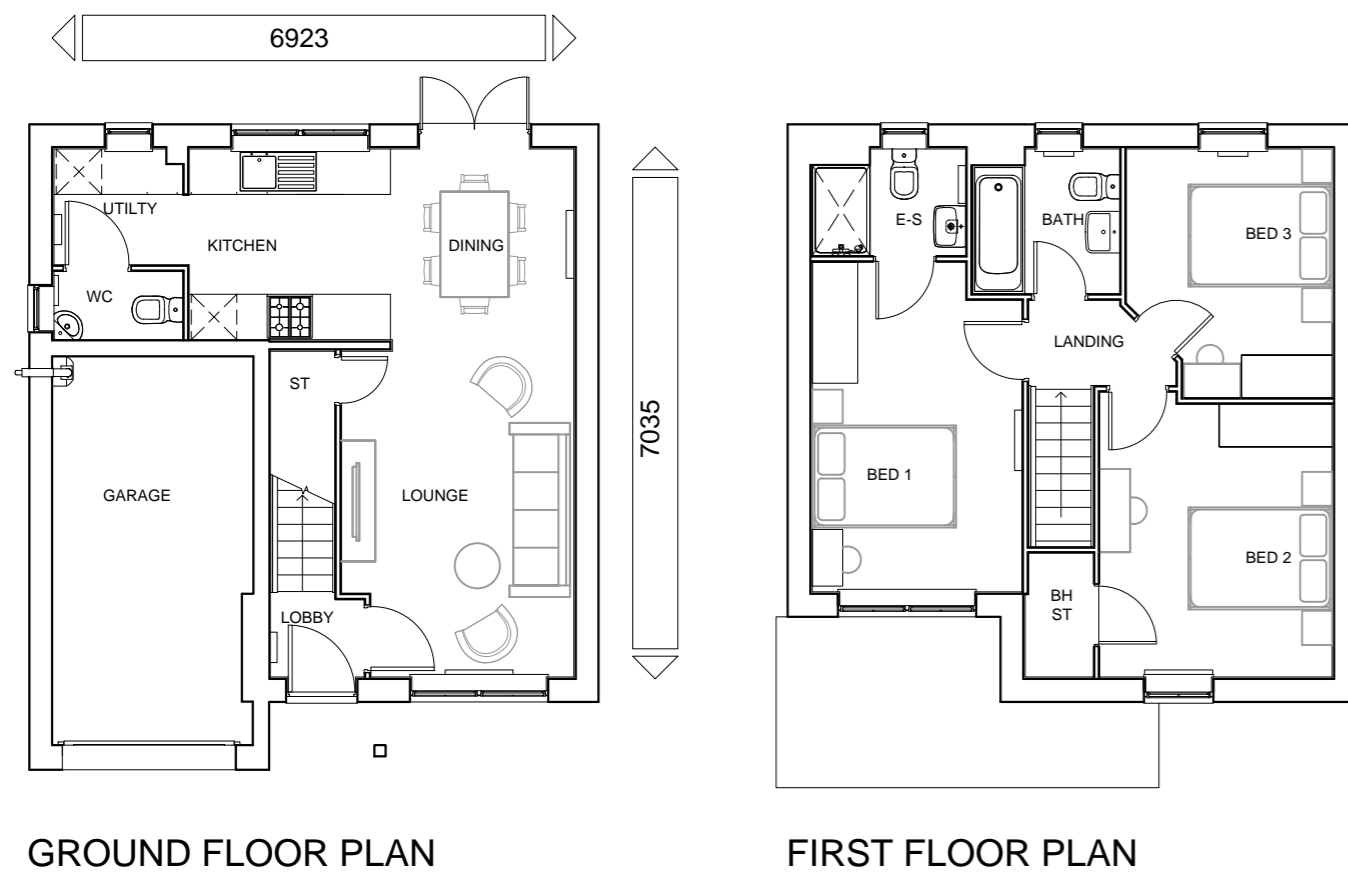 6923
UTILTY
KITCHEN
DINING
WC
ST
7035
GARAGE
LOUNGE
LOBBY
E-S
BATH
BED 3
LANDING
BED 1
BED 2
BH
ST
GROUND FLOOR PLAN
FIRST FLOOR PLAN